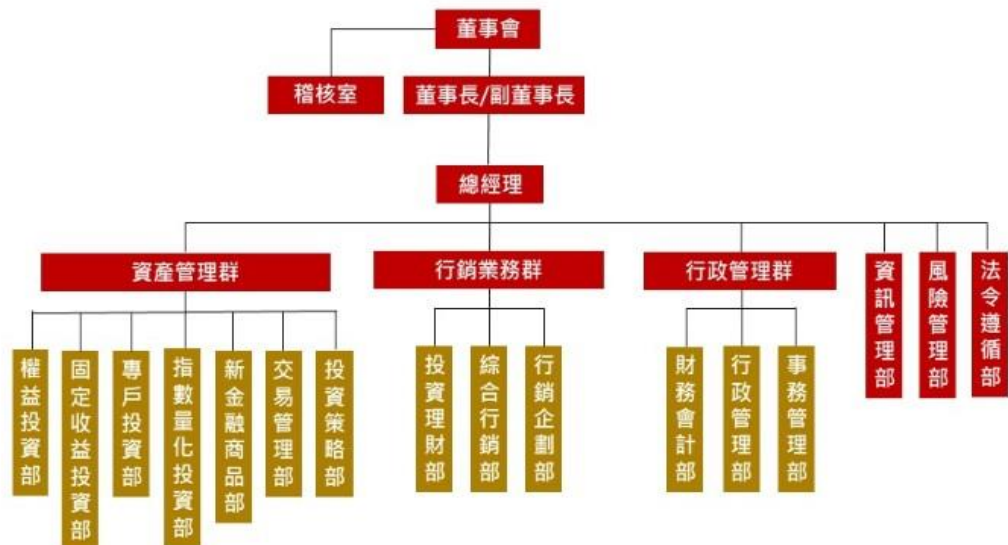 董事會
稽核室
董事長/副董事長
總經理
資產管理群
行銷業務群
行政管理群
資訊管理部
風險管理部
法令遵循部
權益投資部
固定收益投資部
專戶投資部
指數量化投資部
新金融商品部
交易管理部
投資策略部
投資理財部
綜合行銷部
行銷企劃部
財務會計部
行政管理部
事務管理部